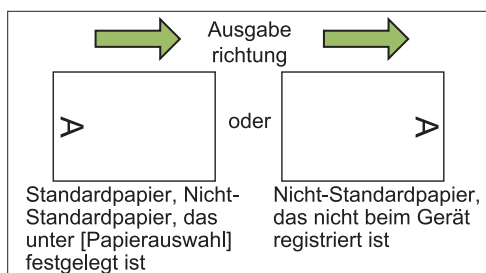 Ausgabe
richtung
A
oder
A
Standardpapier, Nicht-
Standardpapier, das
unter [Papierauswahl]
festgelegt ist
Nicht-Standardpapier,
das nicht beim Gerät
registriert ist